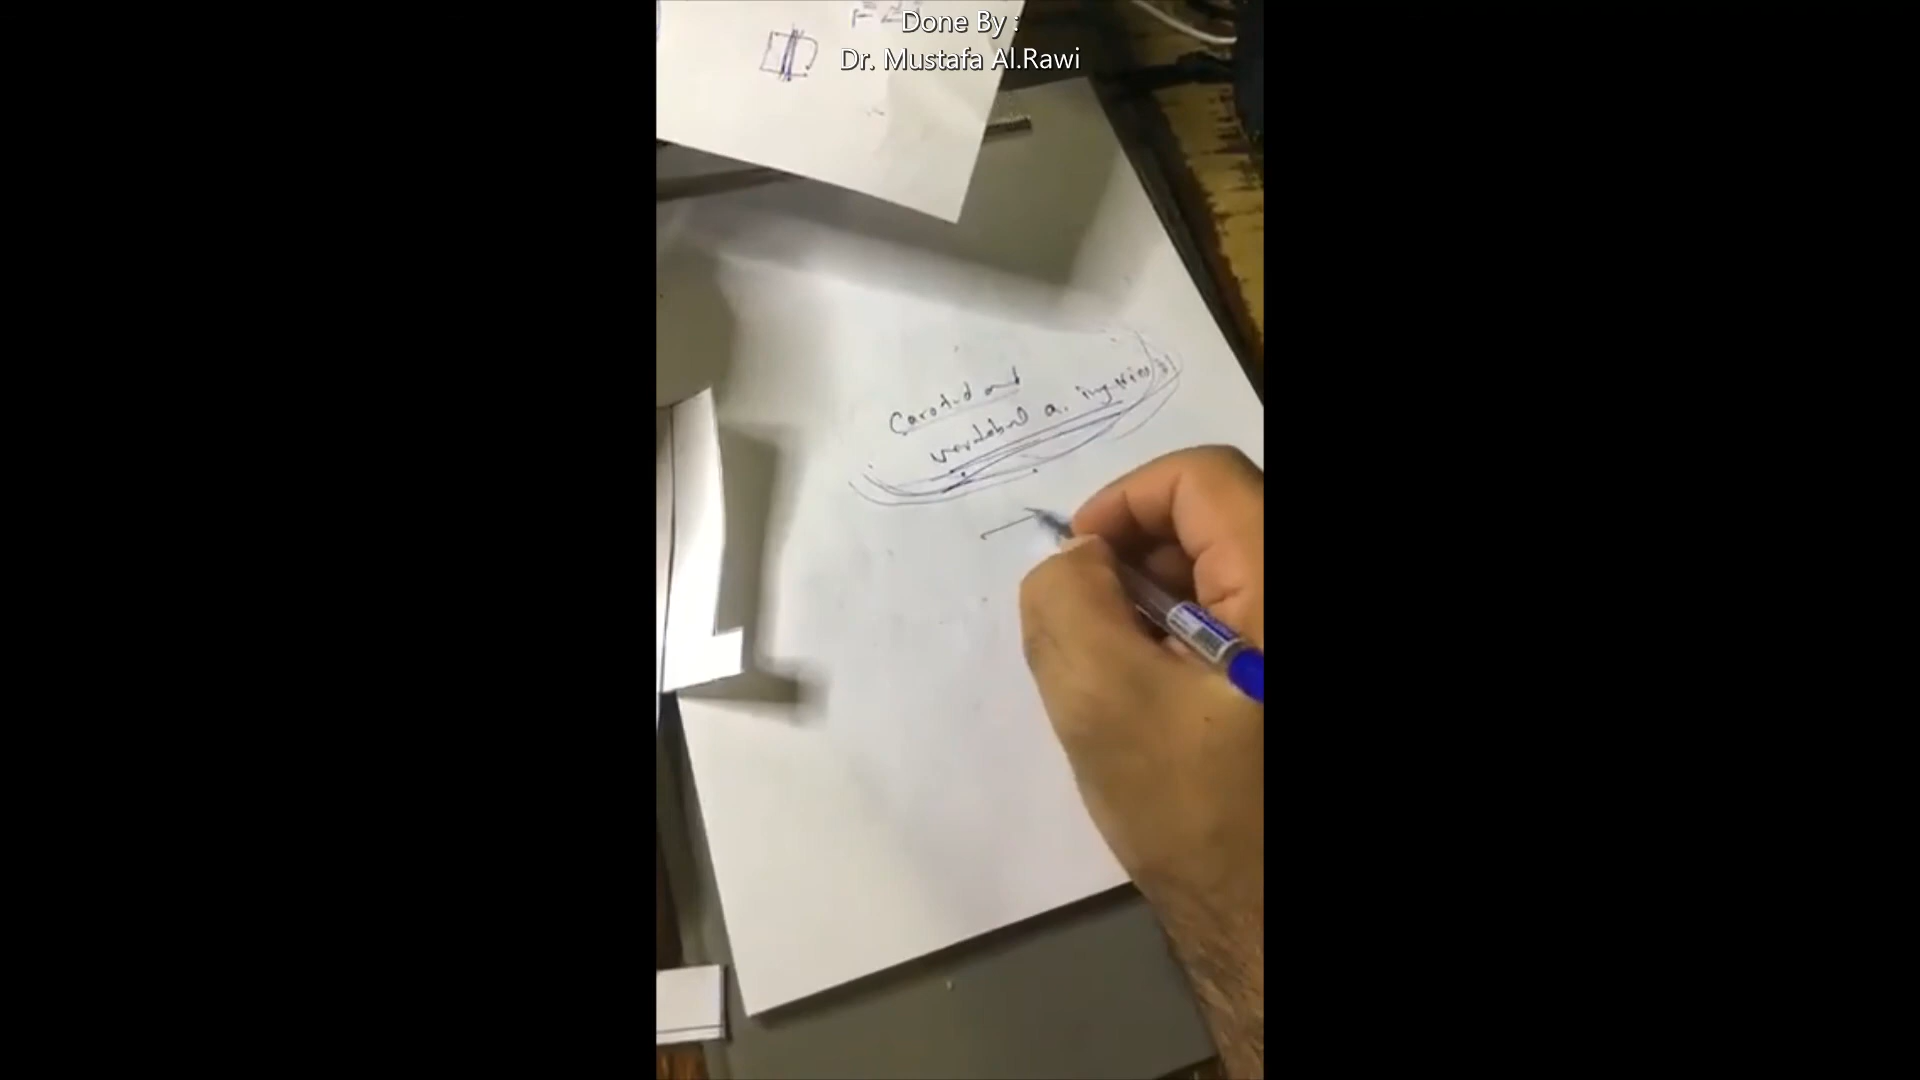 Done By :
Dr. Mustafa Al.Rawi
Carotid and
vertebral a. injuries